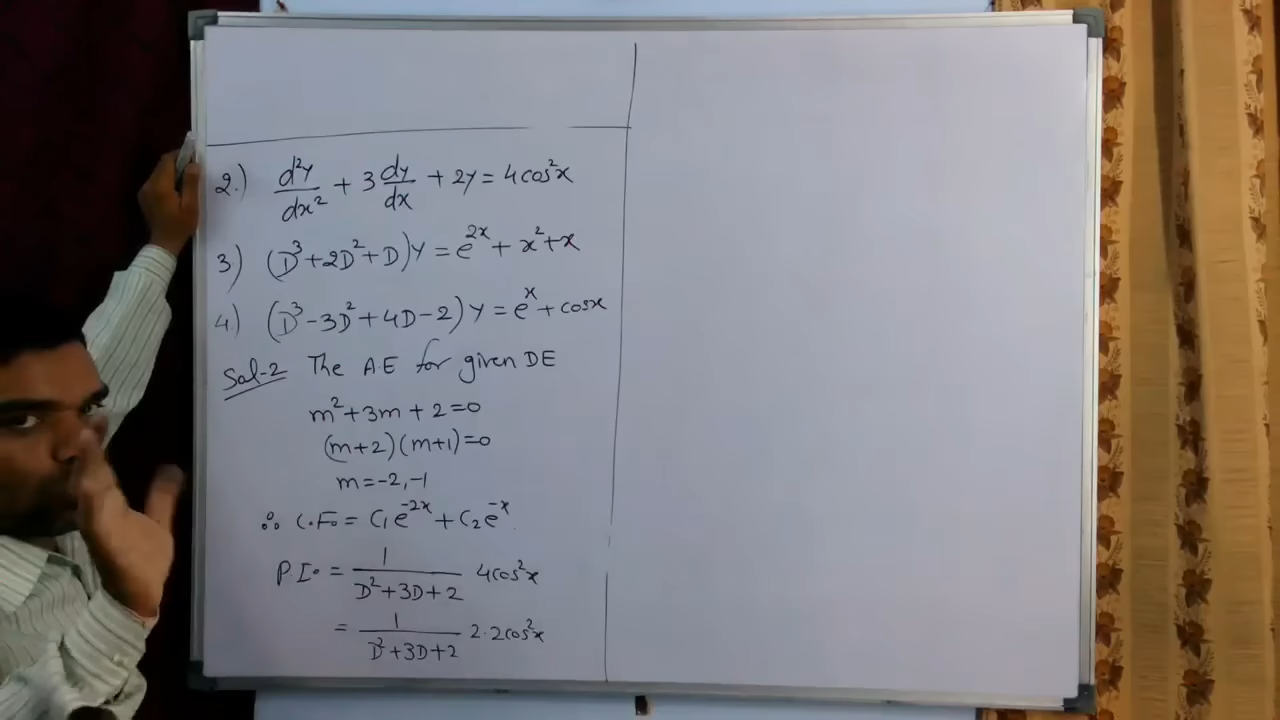 2.) d²y/dx² + 3 dy/dx + 2y = 4cos²x
3) (D³+2D²+D)y = e^2x + x²+x
4.) (D³-3D²+4D-2)y = e^x + cosx
Sol-2 The A.E for given DE
m²+3m+2=0
(m+2)(m+1)=0
m=-2,-1
∴ C.F. = C₁e^-2x + C₂e^-x
P.I. = 1/(D²+3D+2) 4cos²x
= 1/(D²+3D+2) 2·2cos²x